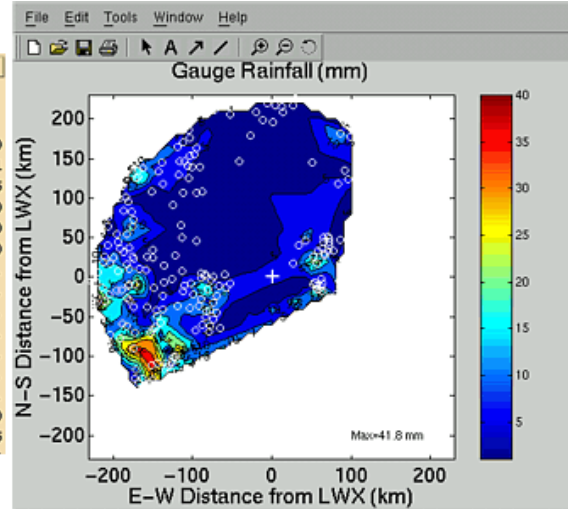 File Edit Tools Window Help
A
Gauge Rainfall (mm)
N-S Distance from LWX (km)
200
150
100
50
0
-50
-100
-150
-200
-200 -100 0 100 200
E-W Distance from LWX (km)
Max=41.8 mm
40
35
30
25
20
15
10
5